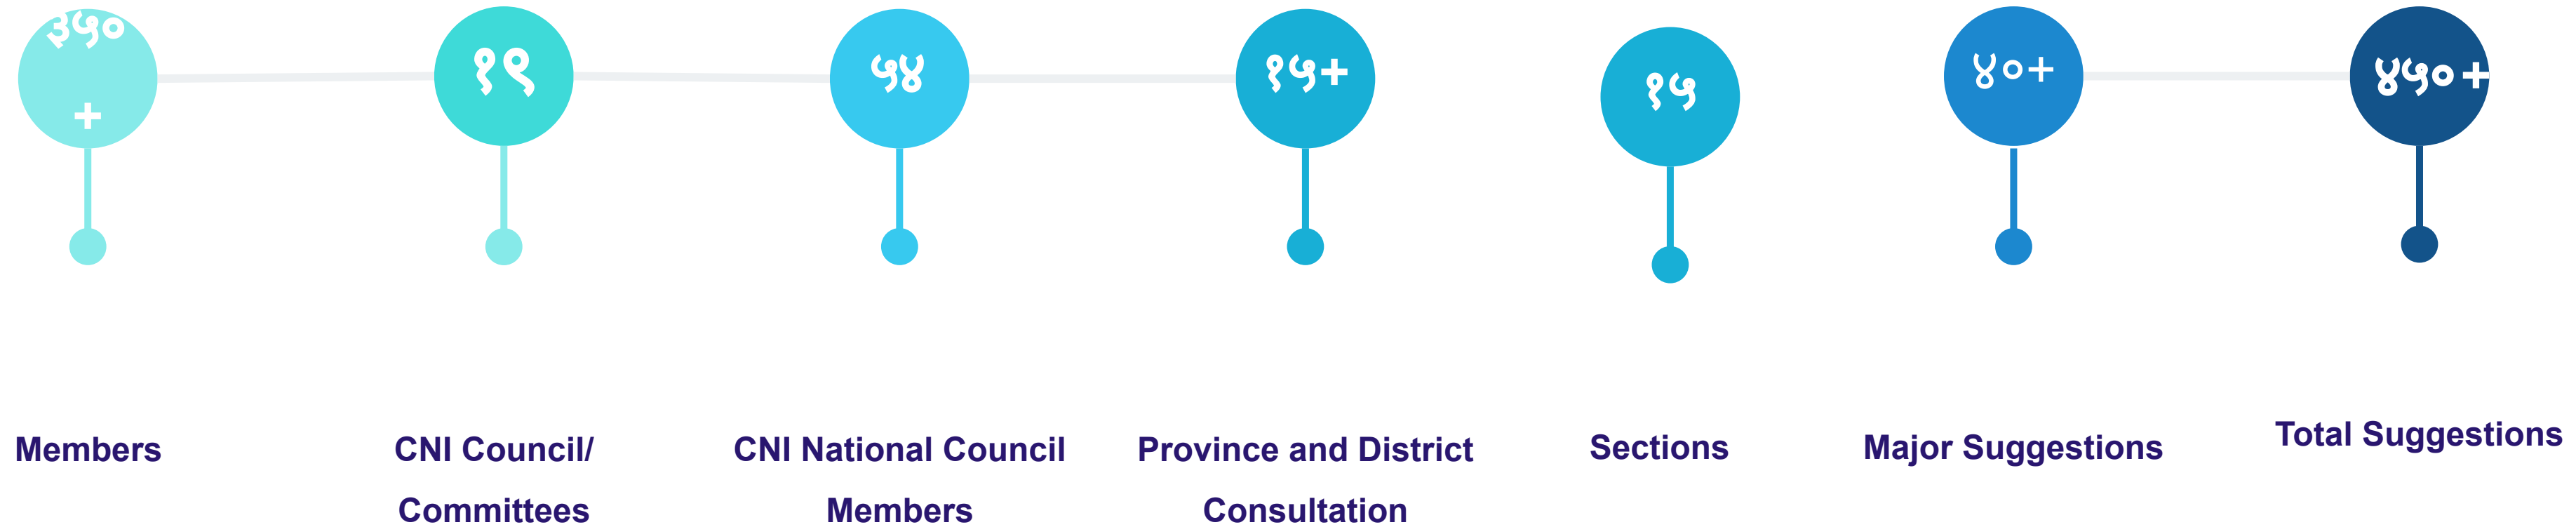 ३५०
+
१९
५४
१५+
१५
४०+
४५०+
Members
CNI Council/
Committees
CNI National Council
Members
Province and District
Consultation
Sections
Major Suggestions
Total Suggestions